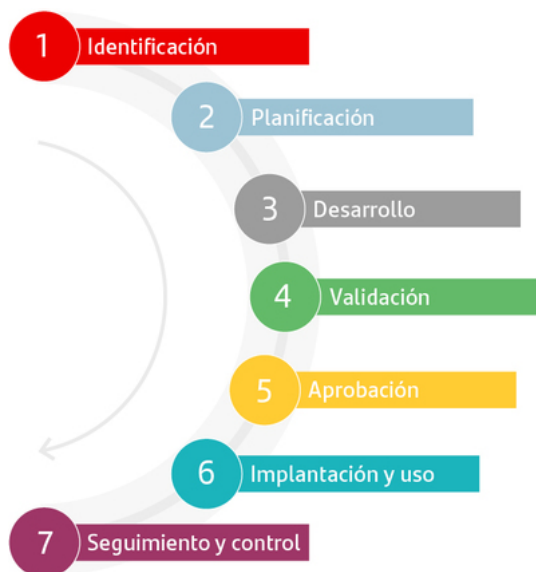 1 Identificación
2 Planificación
3 Desarrollo
4 Validación
5 Aprobación
6 Implantación y uso
7 Seguimiento y control